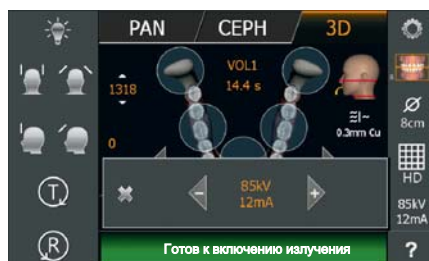 PAN
CEPH
3D
VOL1
1318
14.4 s
8cm
0.3mm Cu
0
HD
85kV
12mA
85kV
12mA
T
R
Готов к включению излучения
?